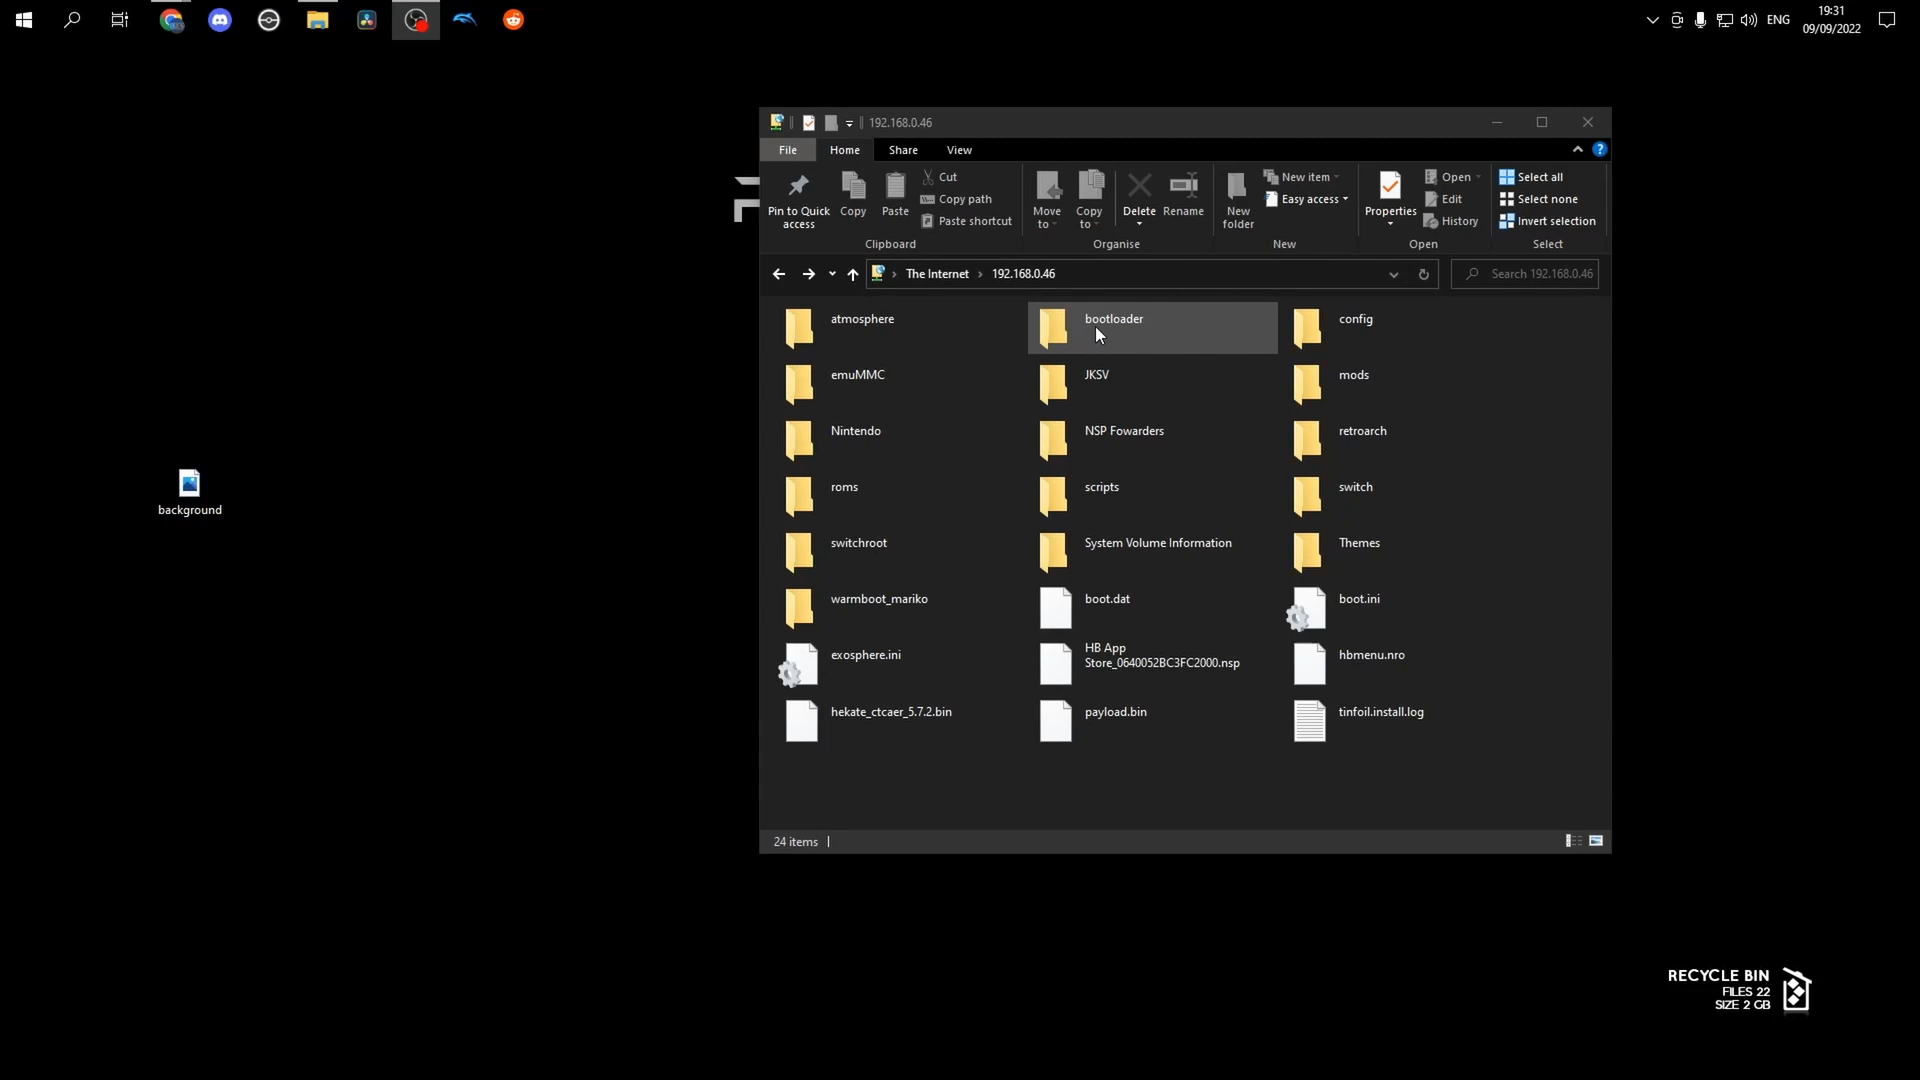 ENG
19:31
09/09/2022
192.168.0.46
File
Home
Share
View
Pin to Quick
access
Copy
Paste
Cut
Copy path
Paste shortcut
Clipboard
Move
to
Copy
to
Delete
Rename
Organise
New
folder
New item
Easy access
New
Properties
Open
Edit
History
Open
Select all
Select none
Invert selection
Select
The Internet
192.168.0.46
Search 192.168.0.46
atmosphere
bootloader
config
emuMMC
JKSV
mods
Nintendo
NSP Fowarders
retroarch
roms
scripts
switch
switchroot
System Volume Information
Themes
warmboot_mariko
boot.dat
boot.ini
exosphere.ini
HB App
Store_0640052BC3FC2000.nsp
hbmenu.nro
hekate_ctcaer_5.7.2.bin
payload.bin
tinfoil.install.log
24 items
background
RECYCLE BIN
FILES 22
SIZE 2 GB